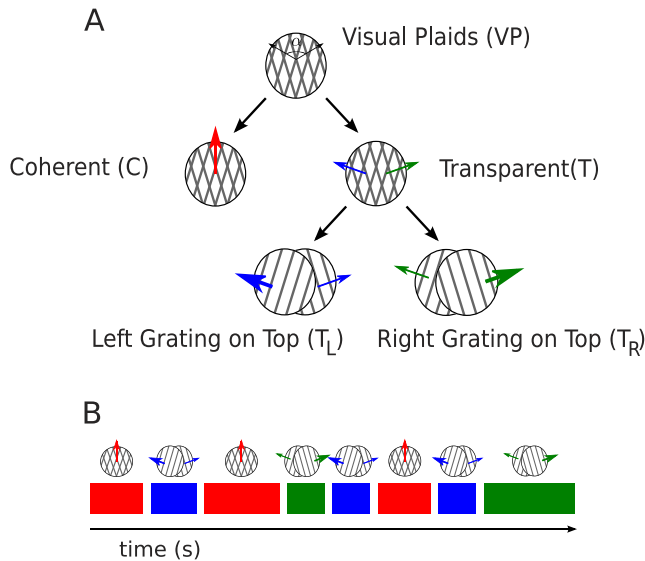 A
α
Visual Plaids (VP)
Coherent (C)
Transparent(T)
Left Grating on Top (TL)
Right Grating on Top (TR)
B
time (s)